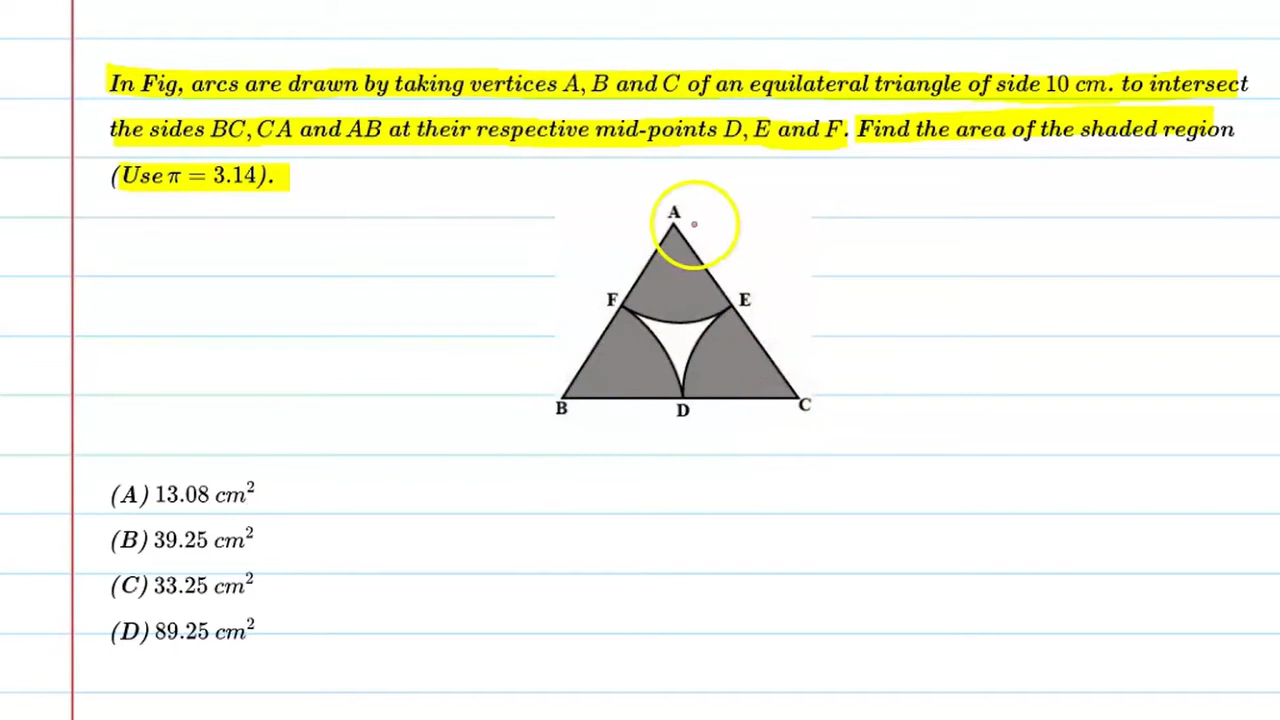 In Fig, arcs are drawn by taking vertices A, B and C of an equilateral triangle of side 10 cm. to intersect
the sides BC, CA and AB at their respective mid-points D, E and F. Find the area of the shaded region
(Use π = 3.14).
A
F E
B D C
(A) 13.08 cm²
(B) 39.25 cm²
(C) 33.25 cm²
(D) 89.25 cm²